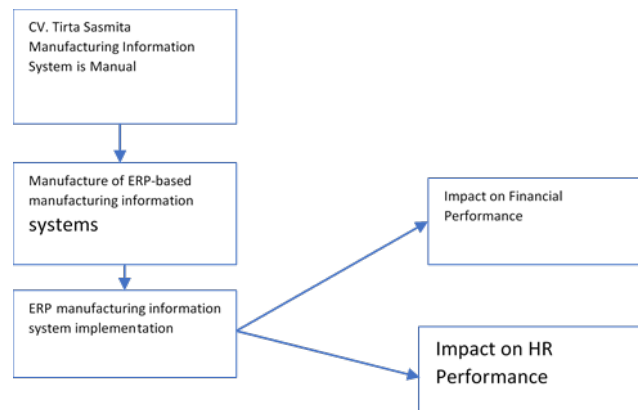 CV. Tirta Sasmita
Manufacturing Information
System is Manual
Manufacture of ERP-based
manufacturing information
systems
Impact on Financial
Performance
ERP manufacturing information
system implementation
Impact on HR
Performance